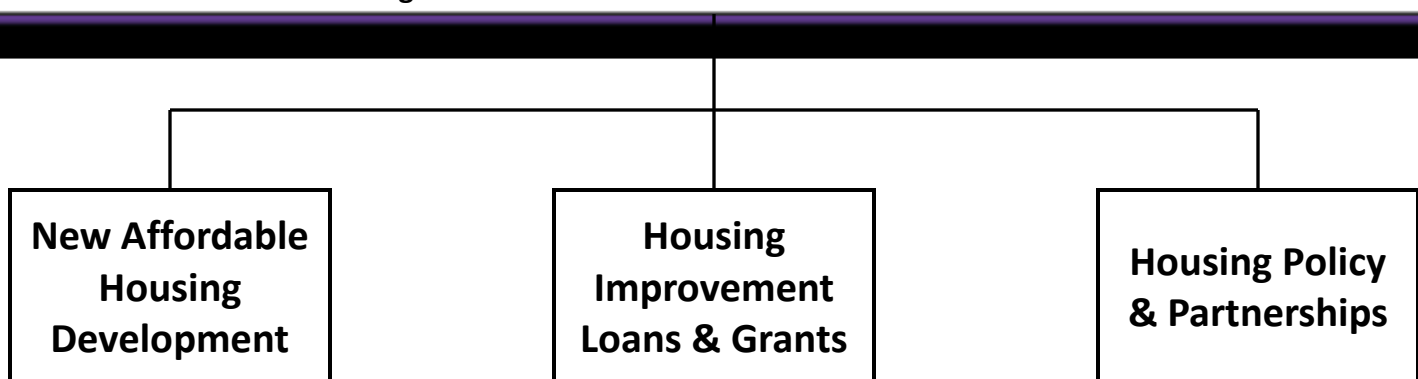 New Affordable
Housing
Development
Housing
Improvement
Loans & Grants
Housing Policy
& Partnerships